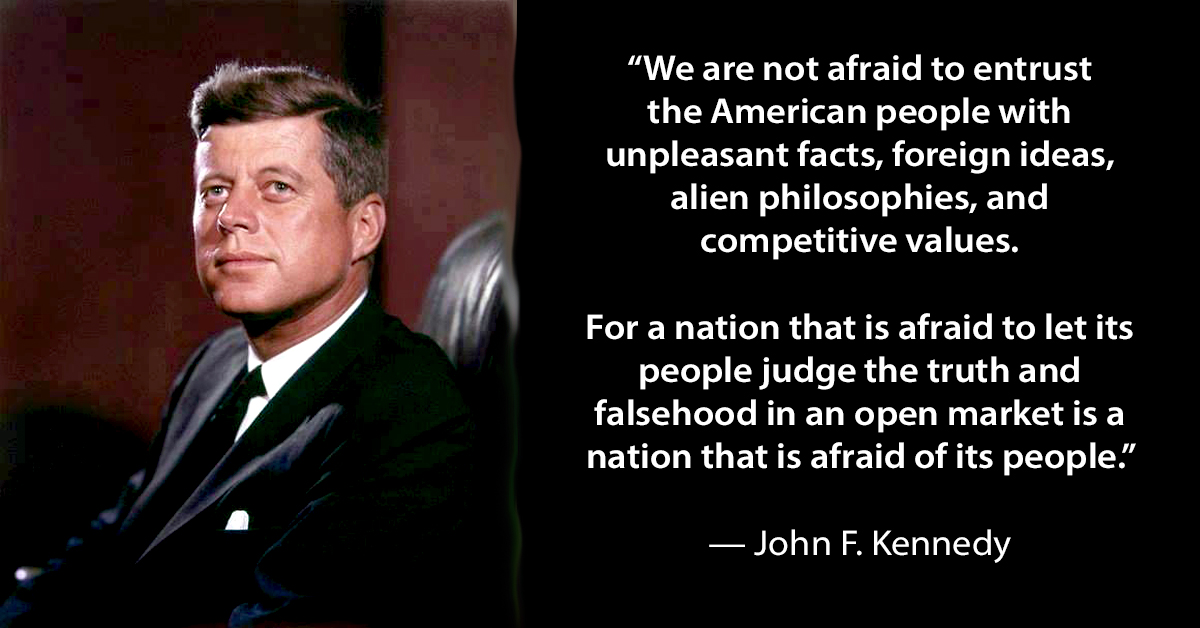 “We are not afraid to entrust
the American people with
unpleasant facts, foreign ideas,
alien philosophies, and
competitive values.
For a nation that is afraid to let its
people judge the truth and
falsehood in an open market is a
nation that is afraid of its people.”
— John F. Kennedy